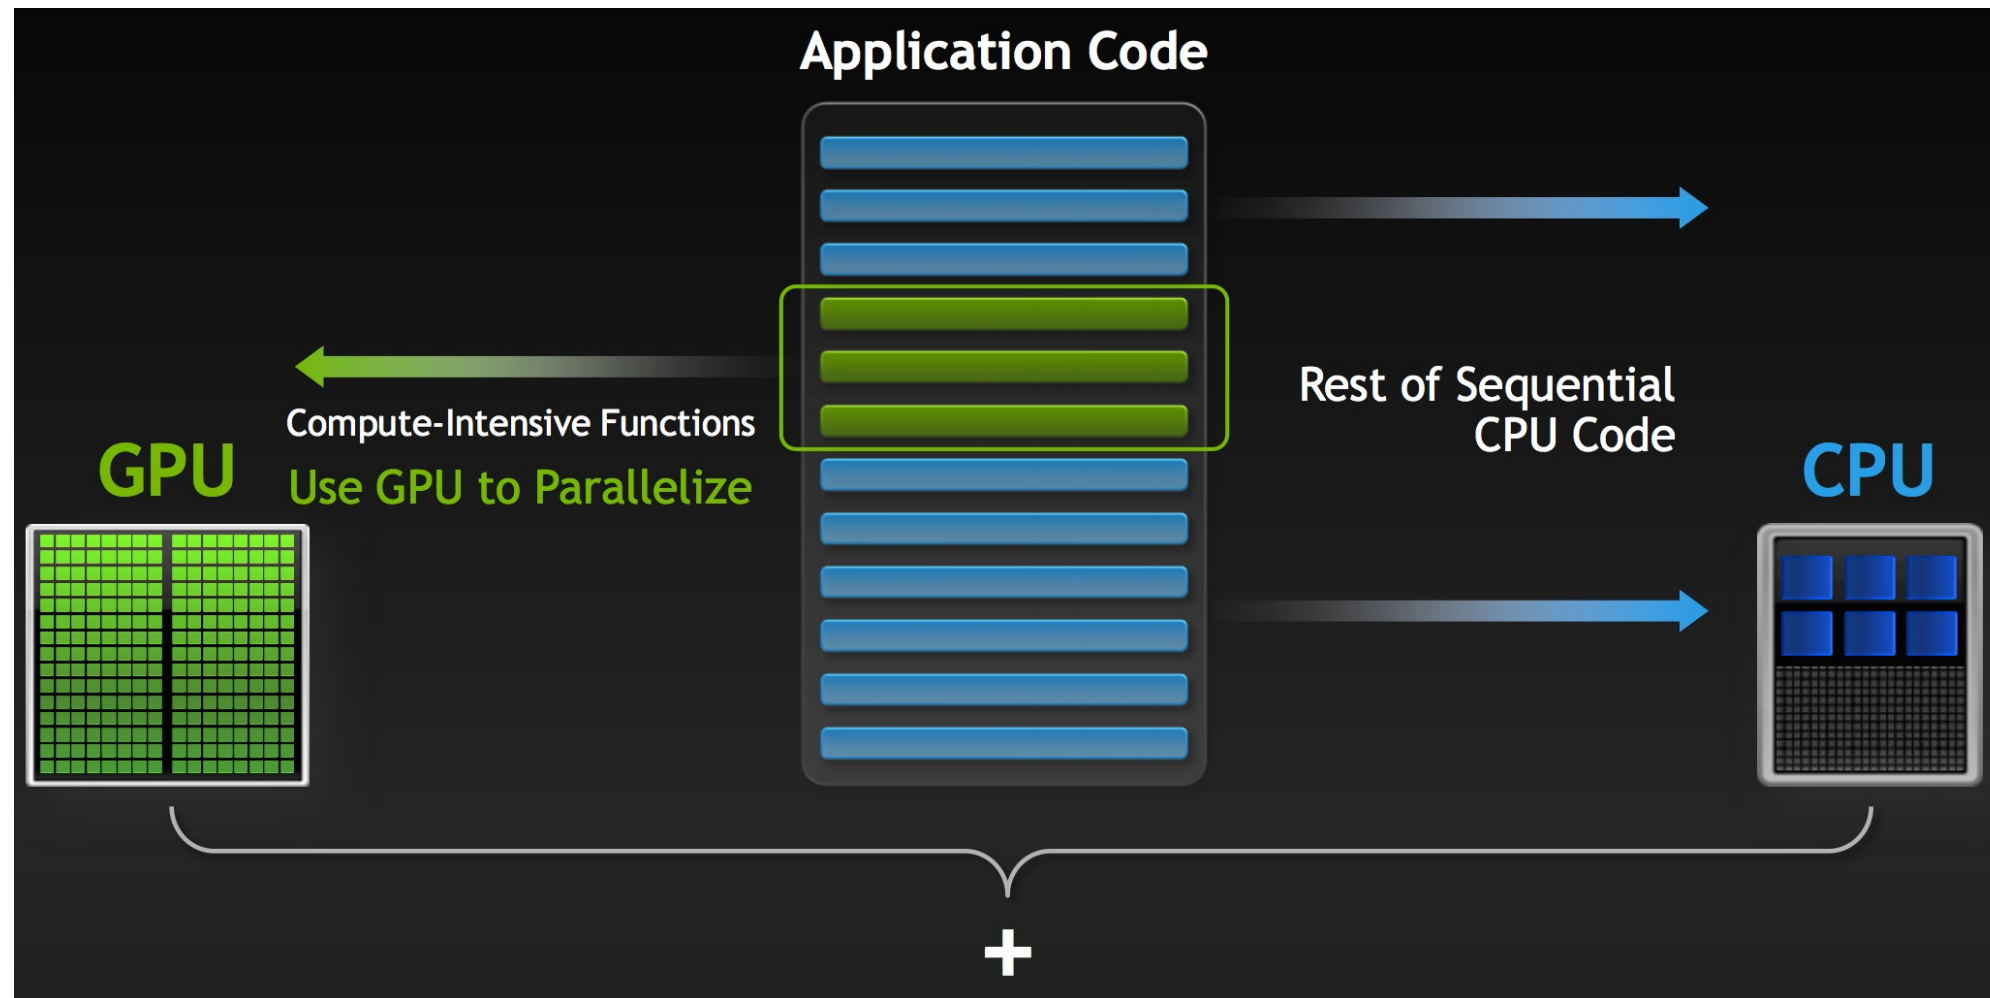 Application Code
Compute-Intensive Functions
Use GPU to Parallelize
GPU
Rest of Sequential
CPU Code
CPU
+